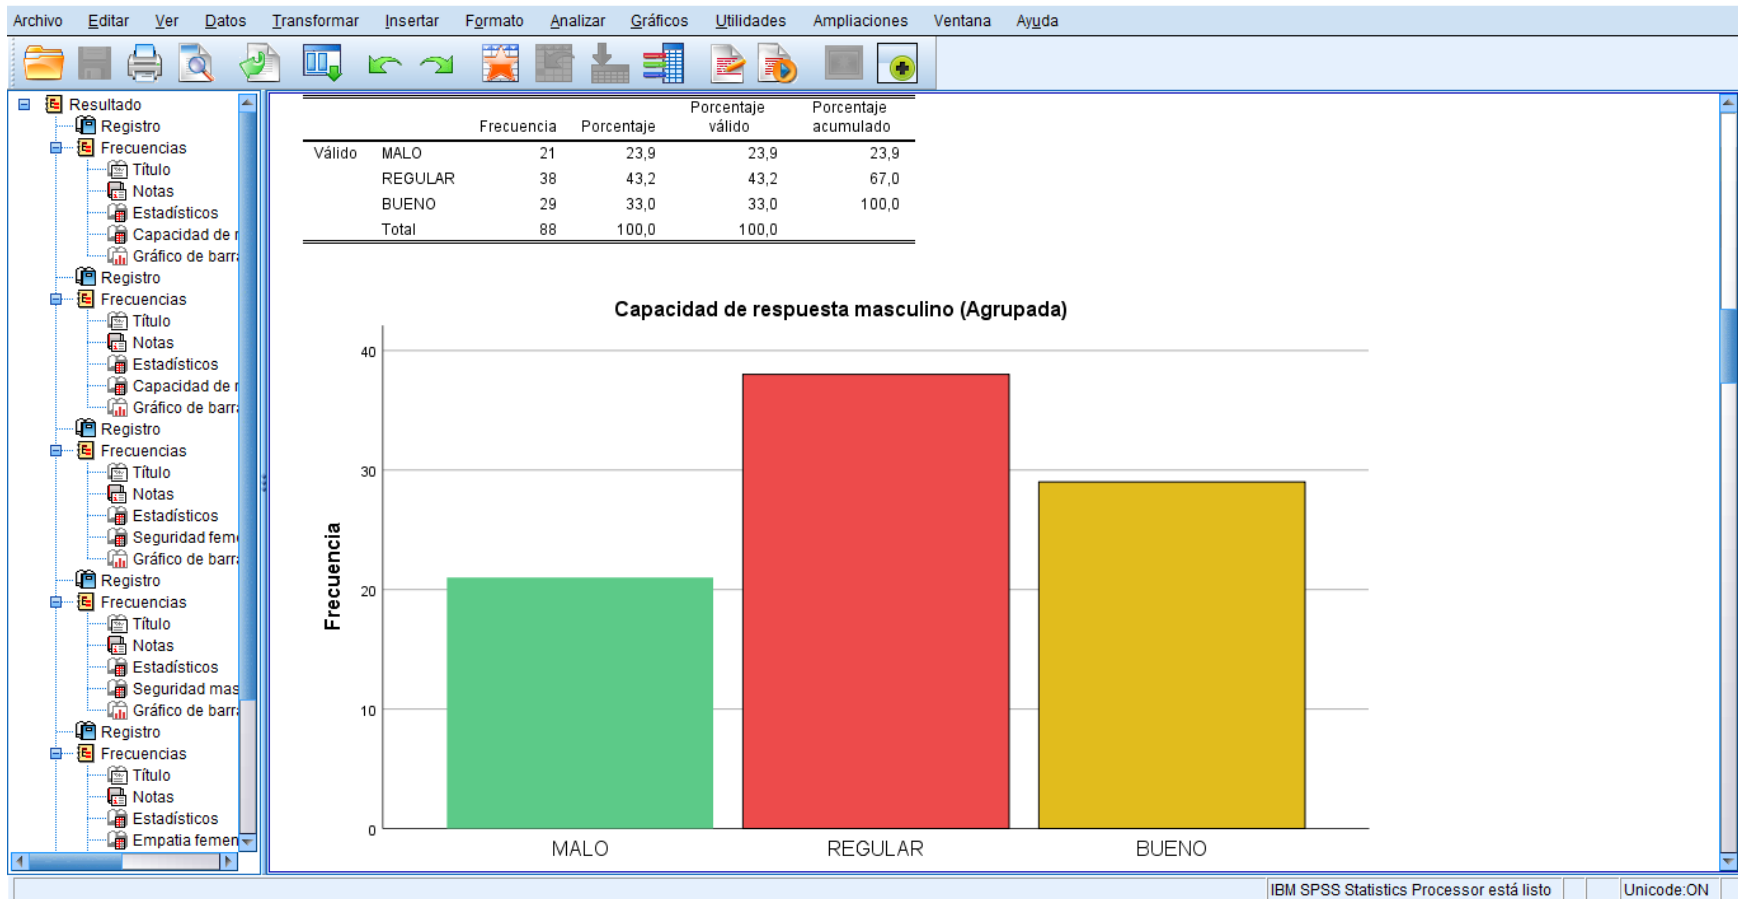 Archivo Editar Ver Datos Transformar Insertar Formato Analizar Gráficos Utilidades Ampliaciones Ventana Ayuda
Resultado
Registro
Frecuencias
Título
Notas
Estadísticos
Capacidad de r
Gráfico de barra
Registro
Frecuencias
Título
Notas
Estadísticos
Capacidad de r
Gráfico de barra
Registro
Frecuencias
Título
Notas
Estadísticos
Seguridad feme
Gráfico de barra
Registro
Frecuencias
Título
Notas
Estadísticos
Seguridad mas
Gráfico de barra
Registro
Frecuencias
Título
Notas
Estadísticos
Empatia femen
Frecuencia Porcentaje Porcentaje válido Porcentaje acumulado
Válido MALO 21 23,9 23,9 23,9
REGULAR 38 43,2 43,2 67,0
BUENO 29 33,0 33,0 100,0
Total 88 100,0 100,0
Capacidad de respuesta masculino (Agrupada)
Frecuencia
40
30
20
10
0
MALO REGULAR BUENO
IBM SPSS Statistics Processor está listo Unicode:ON